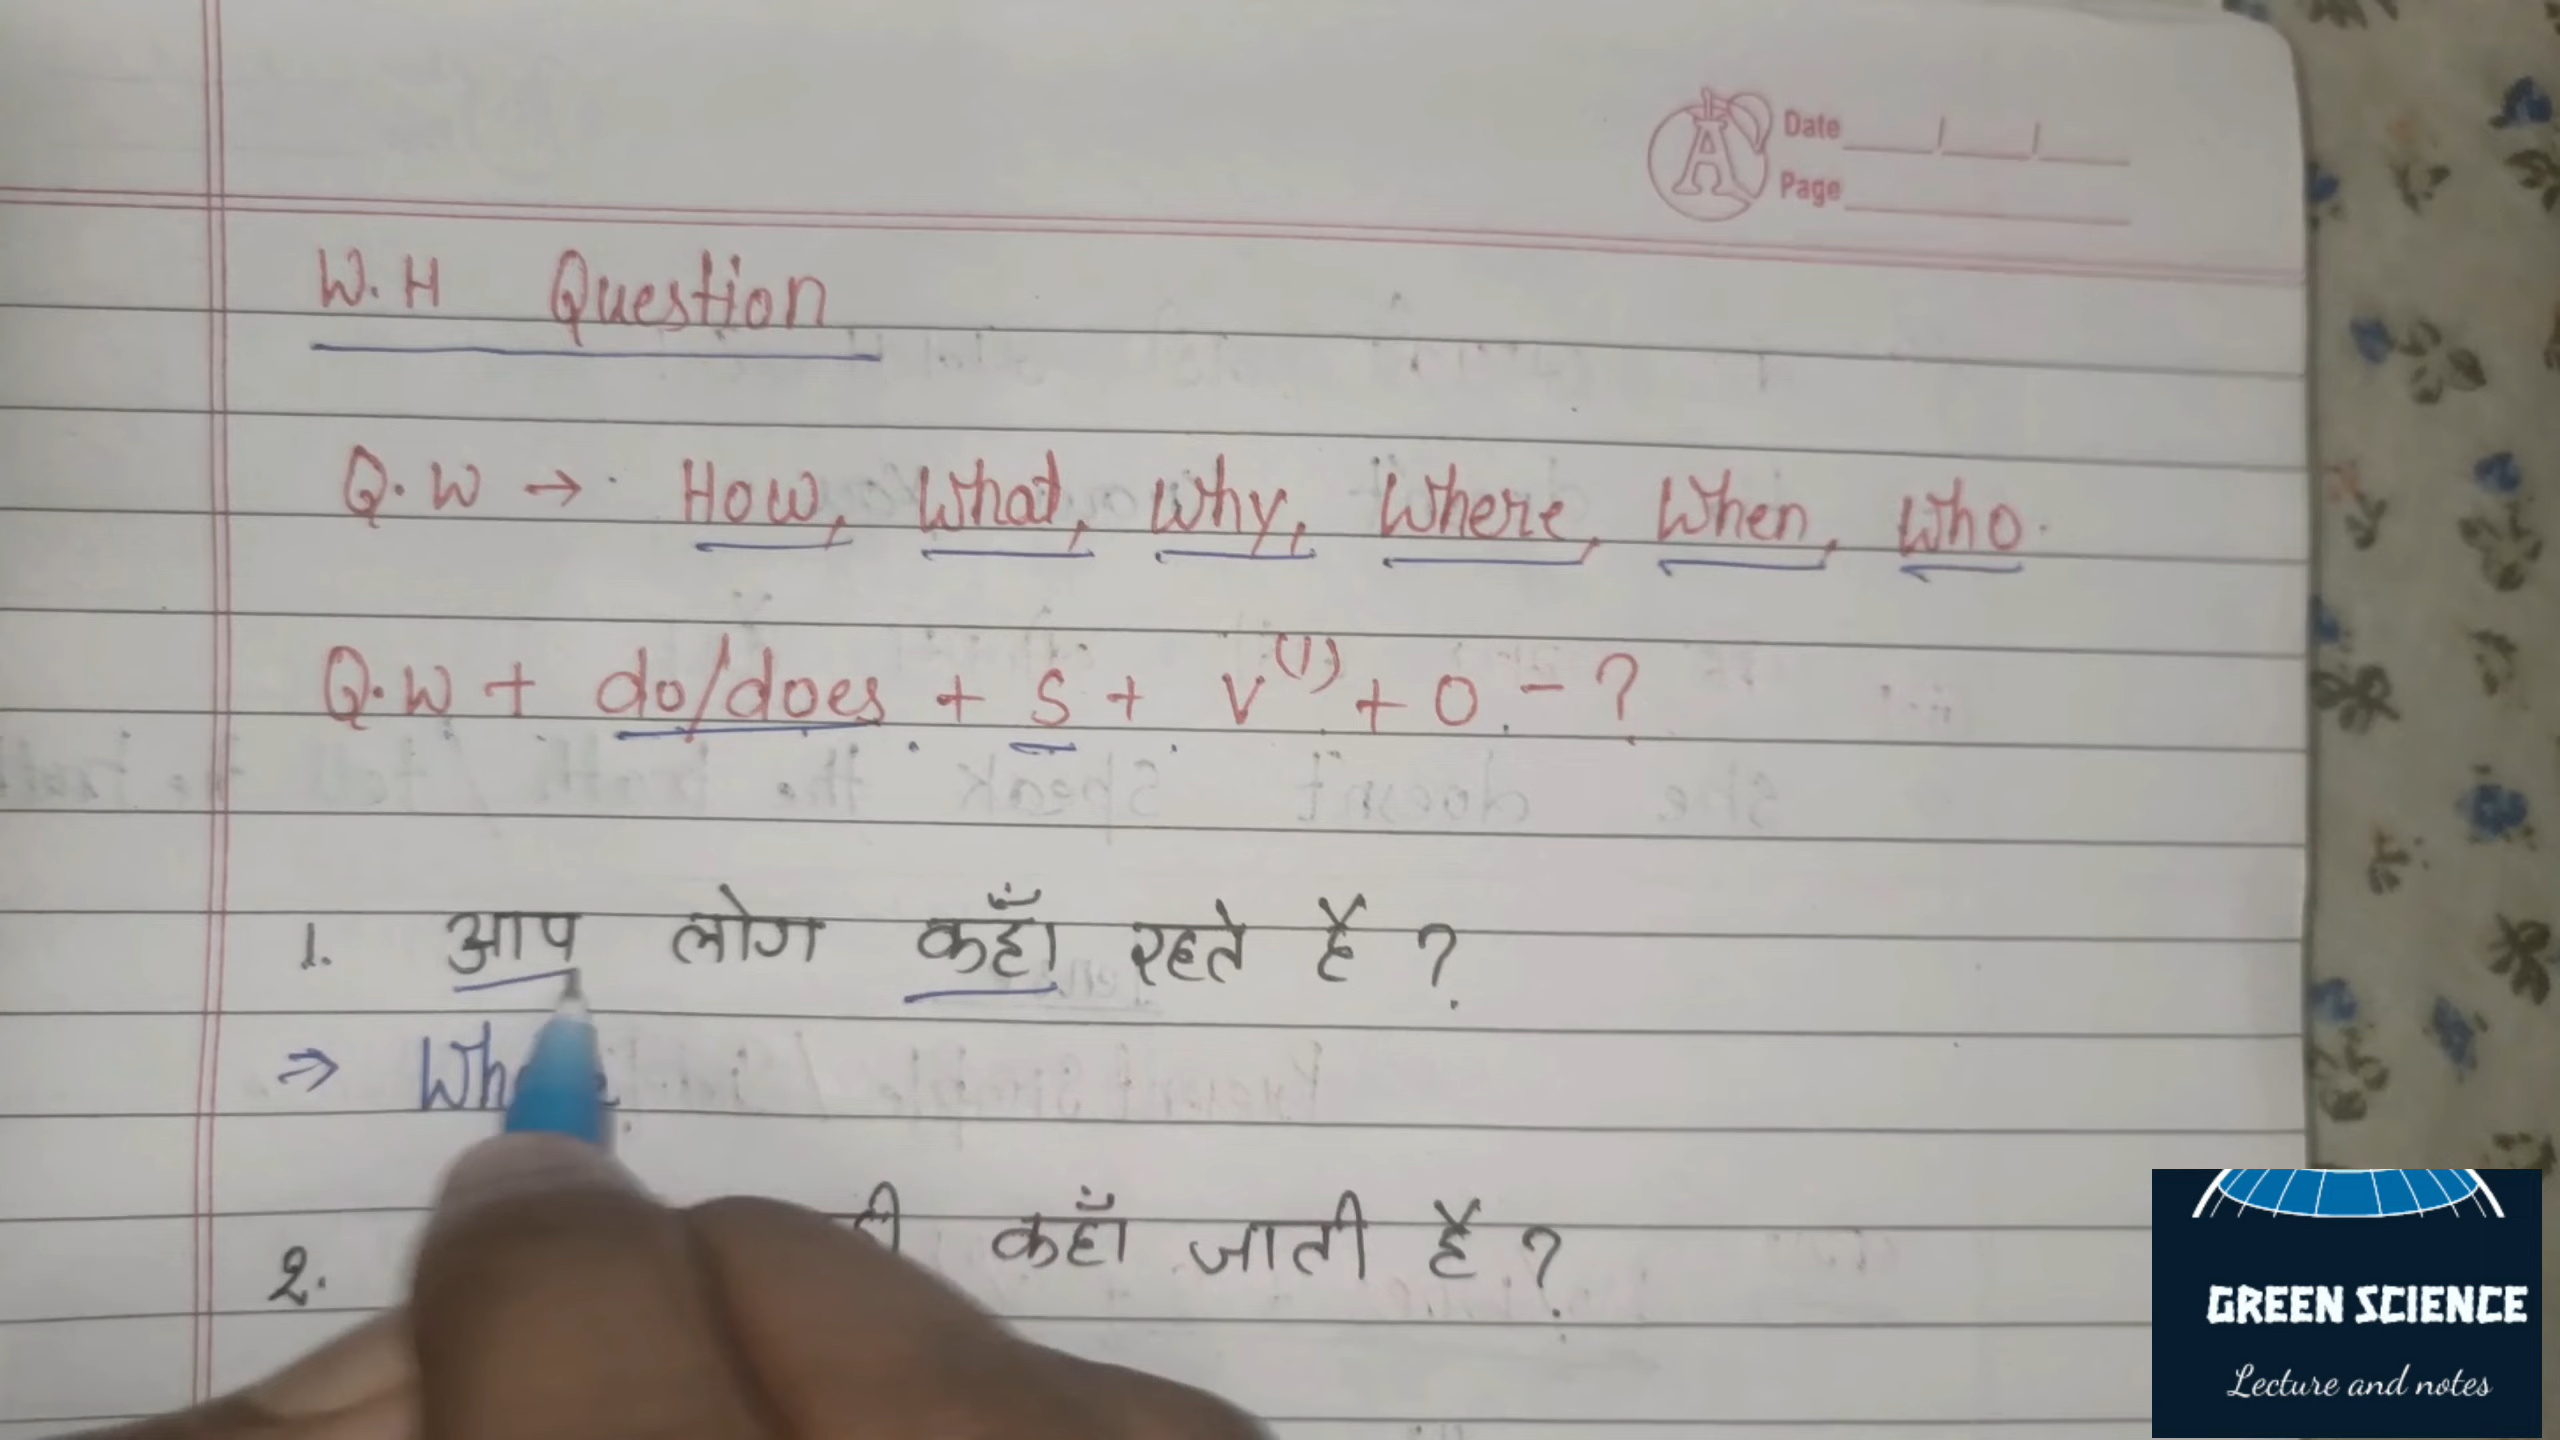 Date
Page
W.H Question
Q.W → How, What, Why, Where, When, Who.
Q.W + do/does + S + V(1) + O - ?
1. आप लोग कहाँ रहते हैं ?
⇒
2. कहाँ जाती है ?
GREEN SCIENCE
Lecture and notes